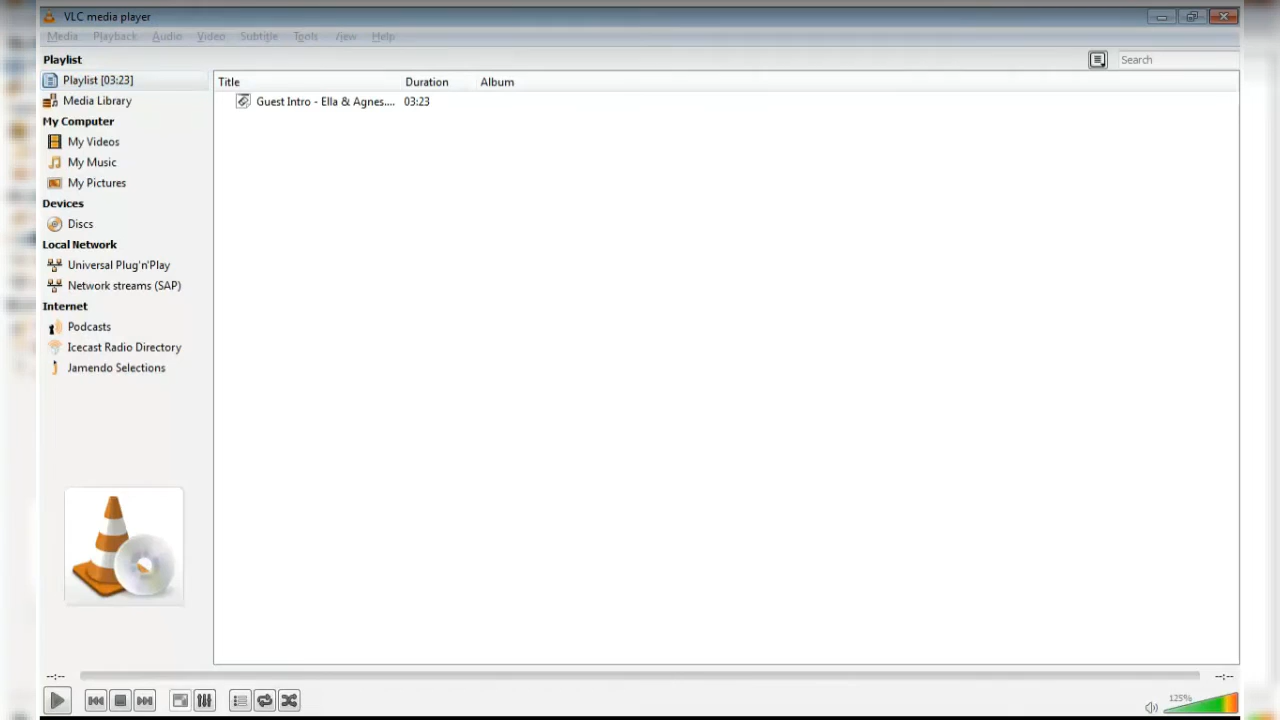 VLC media player
Media Playback Audio Video Subtitle Tools View Help
Playlist
Search
Playlist [03:23]
Title Duration Album
Guest Intro - Ella & Agnes.... 03:23
Media Library
My Computer
My Videos
My Music
My Pictures
Devices
Discs
Local Network
Universal Plug'n'Play
Network streams (SAP)
Internet
Podcasts
Icecast Radio Directory
Jamendo Selections
--:-- --:--
125%